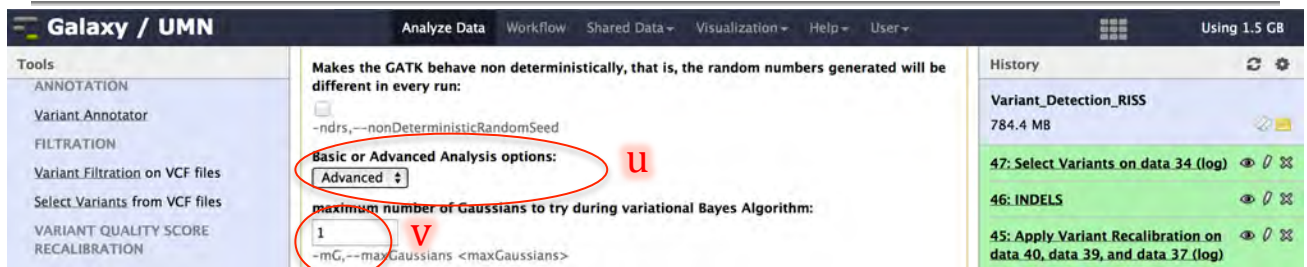 Galaxy / UMN
Analyze Data Workflow Shared Data Visualization Help User
Using 1.5 GB
Tools
ANNOTATION
Variant Annotator
FILTRATION
Variant Filtration on VCF files
Select Variants from VCF files
VARIANT QUALITY SCORE
RECALIBRATION
Makes the GATK behave non deterministically, that is, the random numbers generated will be
different in every run:
-ndrs,--nonDeterministicRandomSeed
Basic or Advanced Analysis options:
Advanced
u
maximum number of Gaussians to try during variational Bayes Algorithm:
1
v
-mG,--maxGaussians <maxGaussians>
History
Variant_Detection_RISS
784.4 MB
47: Select Variants on data 34 (log)
46: INDELS
45: Apply Variant Recalibration on
data 40, data 39, and data 37 (log)